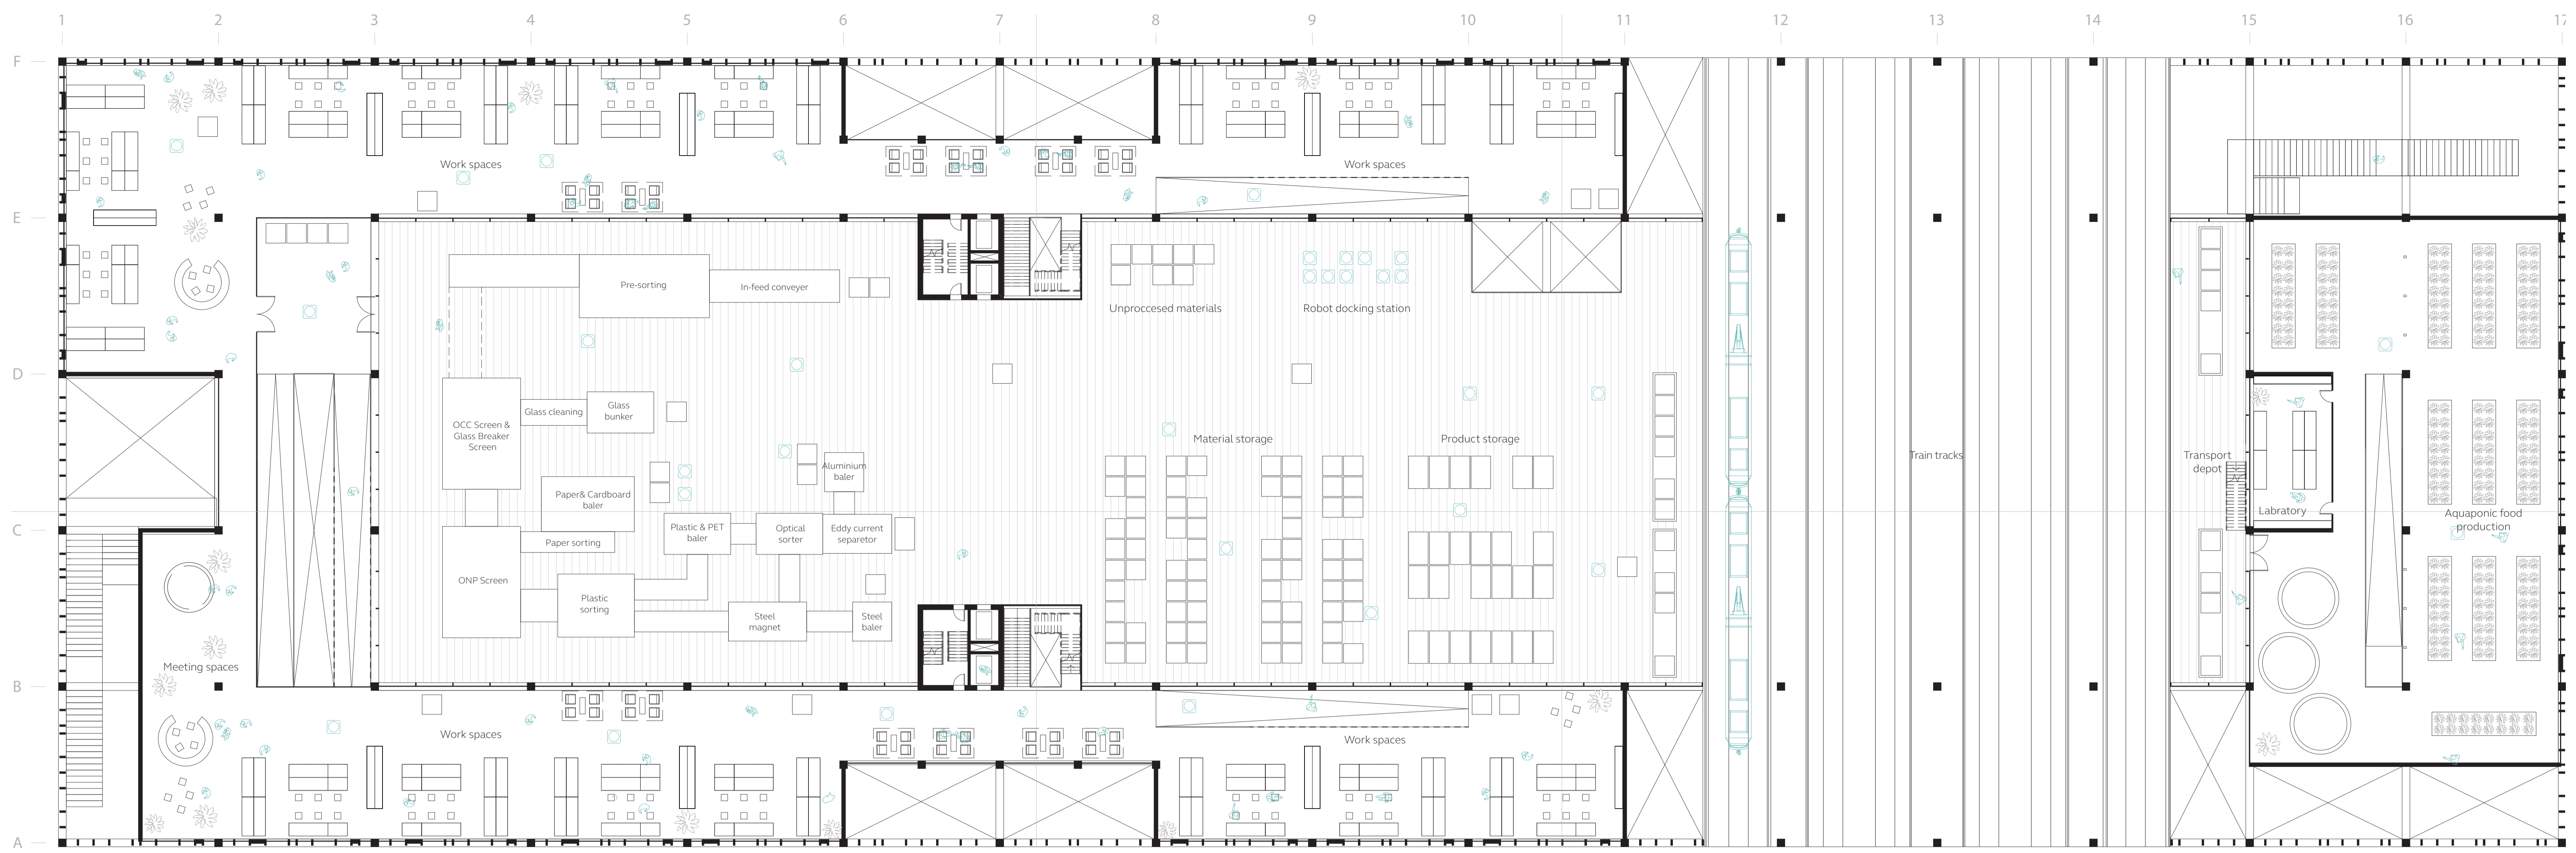 1 2 3 4 5 6 7 8 9 10 11 12 13 14 15 16 17
F
Work spaces
Work spaces
E
Pre-sorting
In-feed conveyer
Unproccesed materials
Robot docking station
D
OCC Screen &
Glass Breaker
Screen
Glass cleaning
Glass
bunker
Paper& Cardboard
baler
Aluminium
baler
Material storage
Product storage
Train tracks
Transport
depot
C
Paper sorting
Plastic & PET
baler
Optical
sorter
Eddy current
separetor
Labratory
Aquaponic food
production
ONP Screen
Plastic
sorting
Steel
magnet
Steel
baler
Meeting spaces
B
Work spaces
Work spaces
A